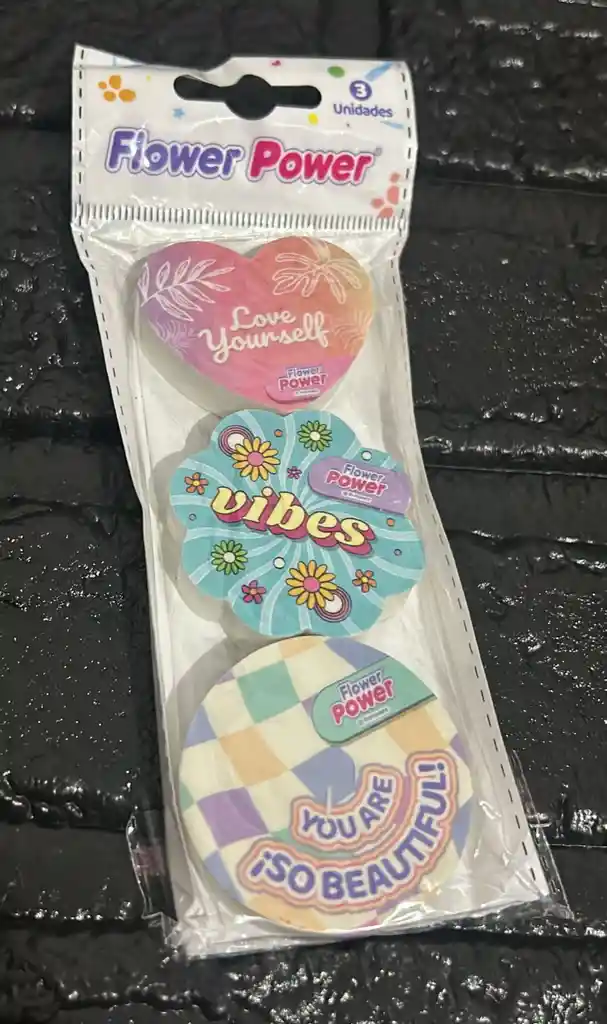 3
Unidades
Flower Power
Love
Yourself
Flower
Power
Flower
Power
vibes
Flower
Power
YOU ARE
¡SO BEAUTIFUL!